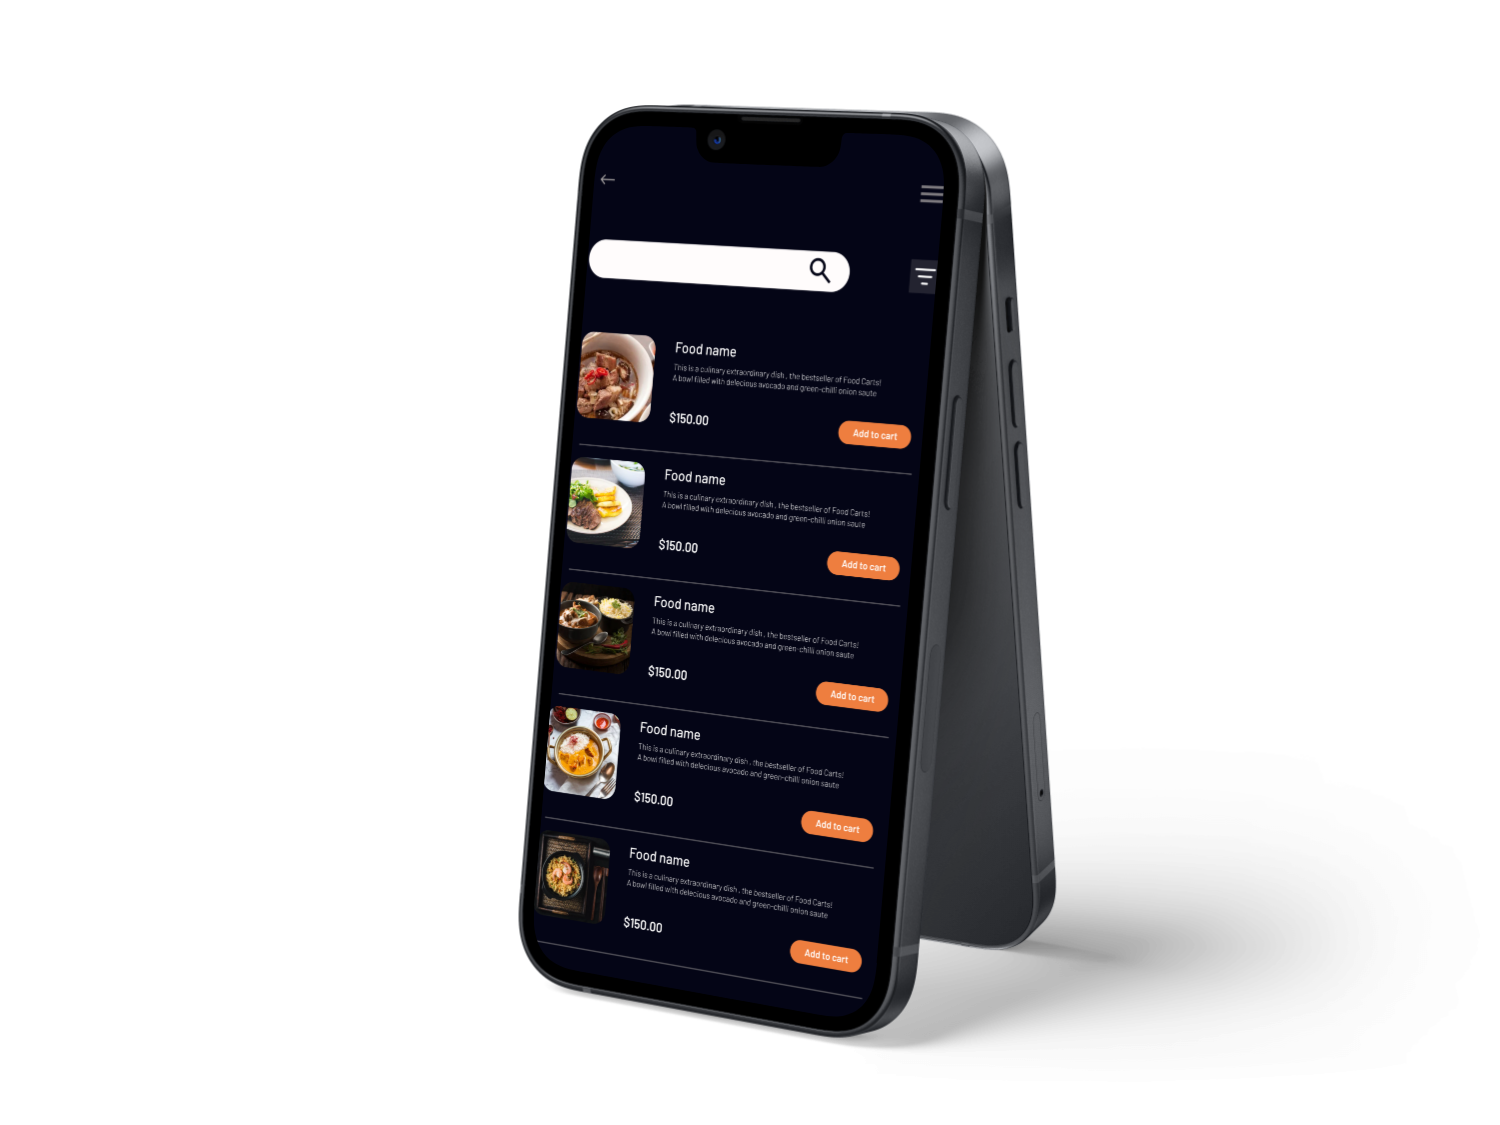 Food name
This is a culinary extraordinary dish , the bestseller of Food Carts!
A bowl filled with delecious avocado and green-chilli onion saute
$150.00
Add to cart
Food name
This is a culinary extraordinary dish , the bestseller of Food Carts!
A bowl filled with delecious avocado and green-chilli onion saute
$150.00
Add to cart
Food name
This is a culinary extraordinary dish , the bestseller of Food Carts!
A bowl filled with delecious avocado and green-chilli onion saute
$150.00
Add to cart
Food name
This is a culinary extraordinary dish , the bestseller of Food Carts!
A bowl filled with delecious avocado and green-chilli onion saute
$150.00
Add to cart
Food name
This is a culinary extraordinary dish , the bestseller of Food Carts!
A bowl filled with delecious avocado and green-chilli onion saute
$150.00
Add to cart